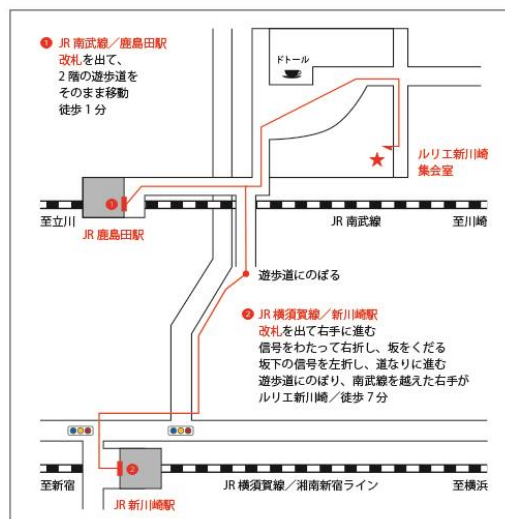 ❶ JR 南武線／鹿島田駅
改札を出て、
2 階の遊歩道を
そのまま移動
徒歩 1 分
ドトール
ルリエ新川崎
集会室
❶
至立川
JR 鹿島田駅
JR 南武線
至川崎
遊歩道にのぼる
❷ JR 横須賀線／新川崎駅
改札を出て右手に進む
信号をわたって右折し、坂をくだる
坂下の信号を左折し、道なりに進む
遊歩道にのぼり、南武線を越えた右手が
ルリエ新川崎／徒歩 7 分
❷
至新宿
JR 新川崎駅
JR 横須賀線／湘南新宿ライン
至横浜